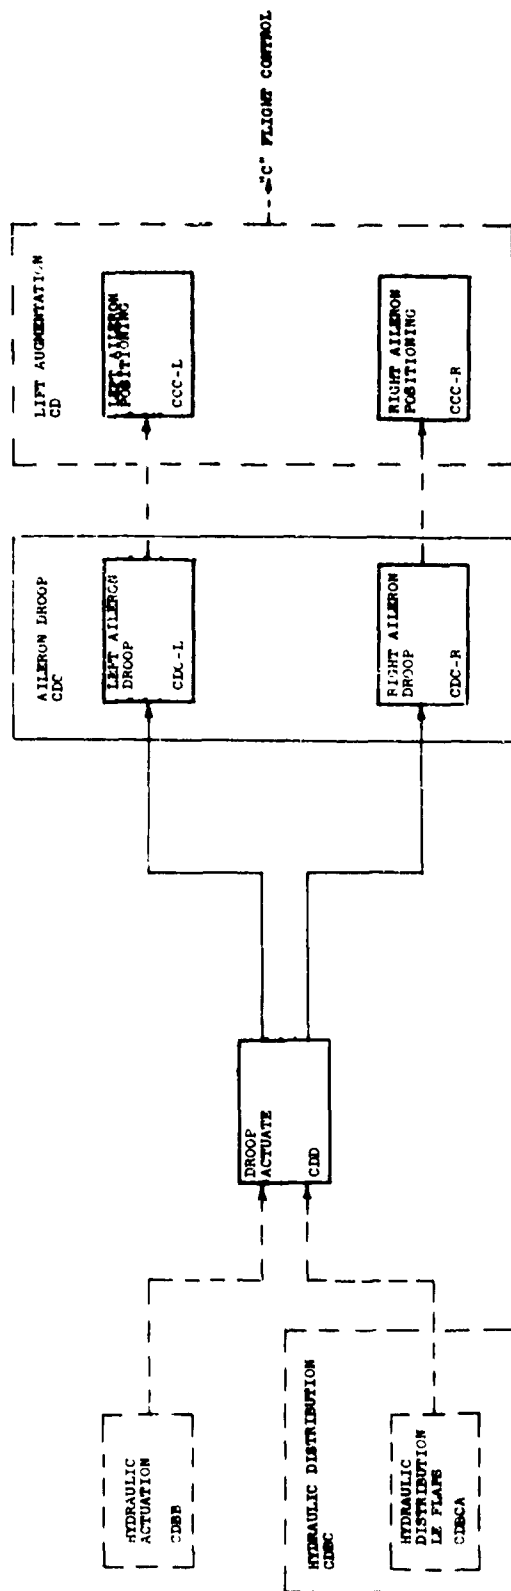 HYDRAULIC
ACTUATION
CDBB
HYDRAULIC DISTRIBUTION
CDBC
HYDRAULIC
DISTRIBUTION
LE FLAPS
CDBCA
DROOP
ACTUATE
CDD
AILERON DROOP
CDC
LEFT AILERON
DROOP
CDC-L
RIGHT AILERON
DROOP
CDC-R
LIFT AUGMENTATION
CD
LEFT AILERON
POSITIONING
CCC-L
RIGHT AILERON
POSITIONING
CCC-R
"C" FLIGHT CONTROL